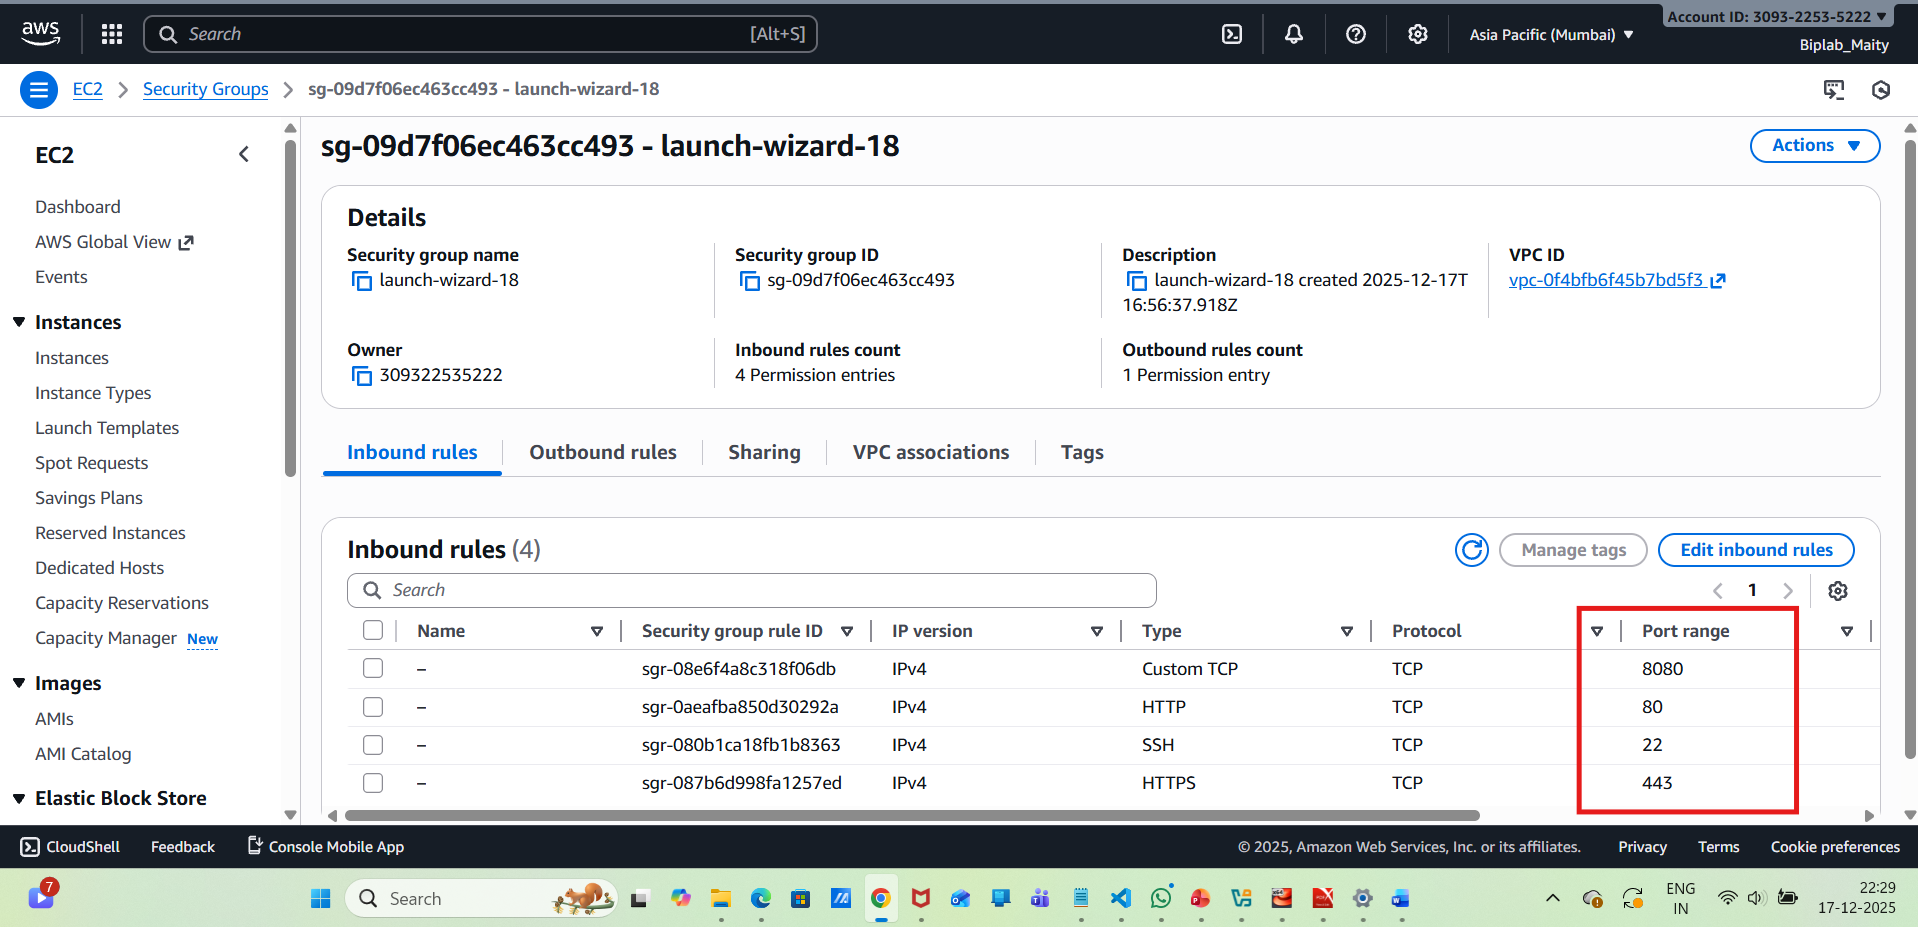 aws
Search
[Alt+S]
Asia Pacific (Mumbai)
Account ID: 3093-2253-5222
Biplab_Maity
EC2
Security Groups
sg-09d7f06ec463cc493 - launch-wizard-18
EC2
Dashboard
AWS Global View
Events
Instances
Instances
Instance Types
Launch Templates
Spot Requests
Savings Plans
Reserved Instances
Dedicated Hosts
Capacity Reservations
Capacity Manager New
Images
AMIs
AMI Catalog
Elastic Block Store
sg-09d7f06ec463cc493 - launch-wizard-18
Actions
Details
Security group name
launch-wizard-18
Security group ID
sg-09d7f06ec463cc493
Description
launch-wizard-18 created 2025-12-17T
16:56:37.918Z
VPC ID
vpc-0f4bfb6f45b7bd5f3
Owner
309322535222
Inbound rules count
4 Permission entries
Outbound rules count
1 Permission entry
Inbound rules Outbound rules Sharing VPC associations Tags
Inbound rules (4)
Manage tags
Edit inbound rules
Search
1
Name Security group rule ID IP version Type Protocol Port range
– sgr-08e6f4a8c318f06db IPv4 Custom TCP TCP 8080
– sgr-0aeafba850d30292a IPv4 HTTP TCP 80
– sgr-080b1ca18fb1b8363 IPv4 SSH TCP 22
– sgr-087b6d998fa1257ed IPv4 HTTPS TCP 443
CloudShell Feedback Console Mobile App
© 2025, Amazon Web Services, Inc. or its affiliates. Privacy Terms Cookie preferences
7
Search
ENG
IN
22:29
17-12-2025